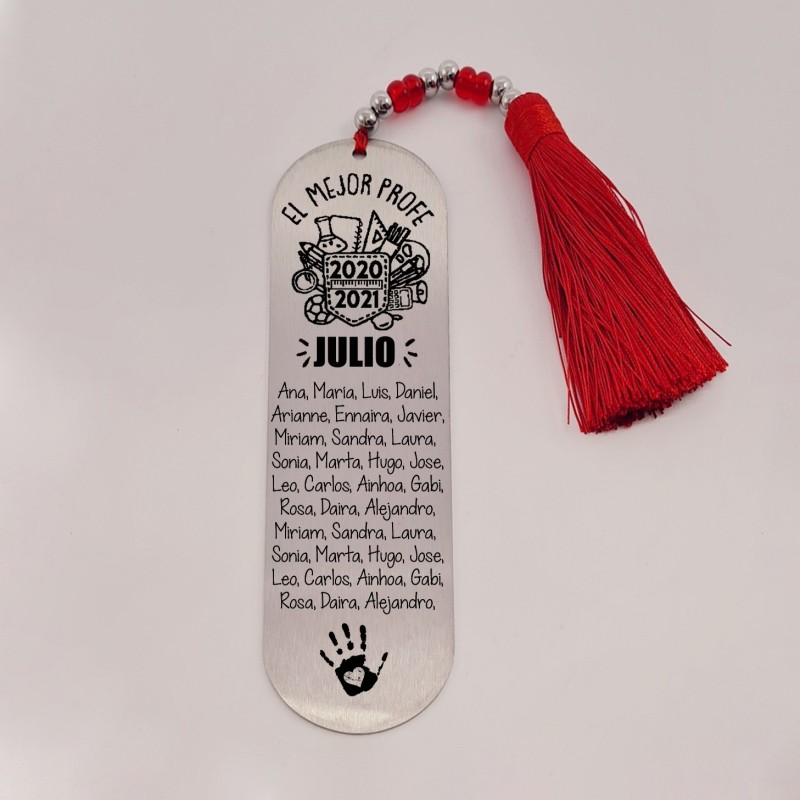 EL MEJOR PROFE
2020
2021
JULIO
Ana, Maria, Luis, Daniel,
Arianne, Ennaira, Javier,
Miriam, Sandra, Laura,
Sonia, Marta, Hugo, Jose,
Leo, Carlos, Ainhoa, Gabi,
Rosa, Daira, Alejandro,
Miriam, Sandra, Laura,
Sonia, Marta, Hugo, Jose,
Leo, Carlos, Ainhoa, Gabi,
Rosa, Daira, Alejandro,